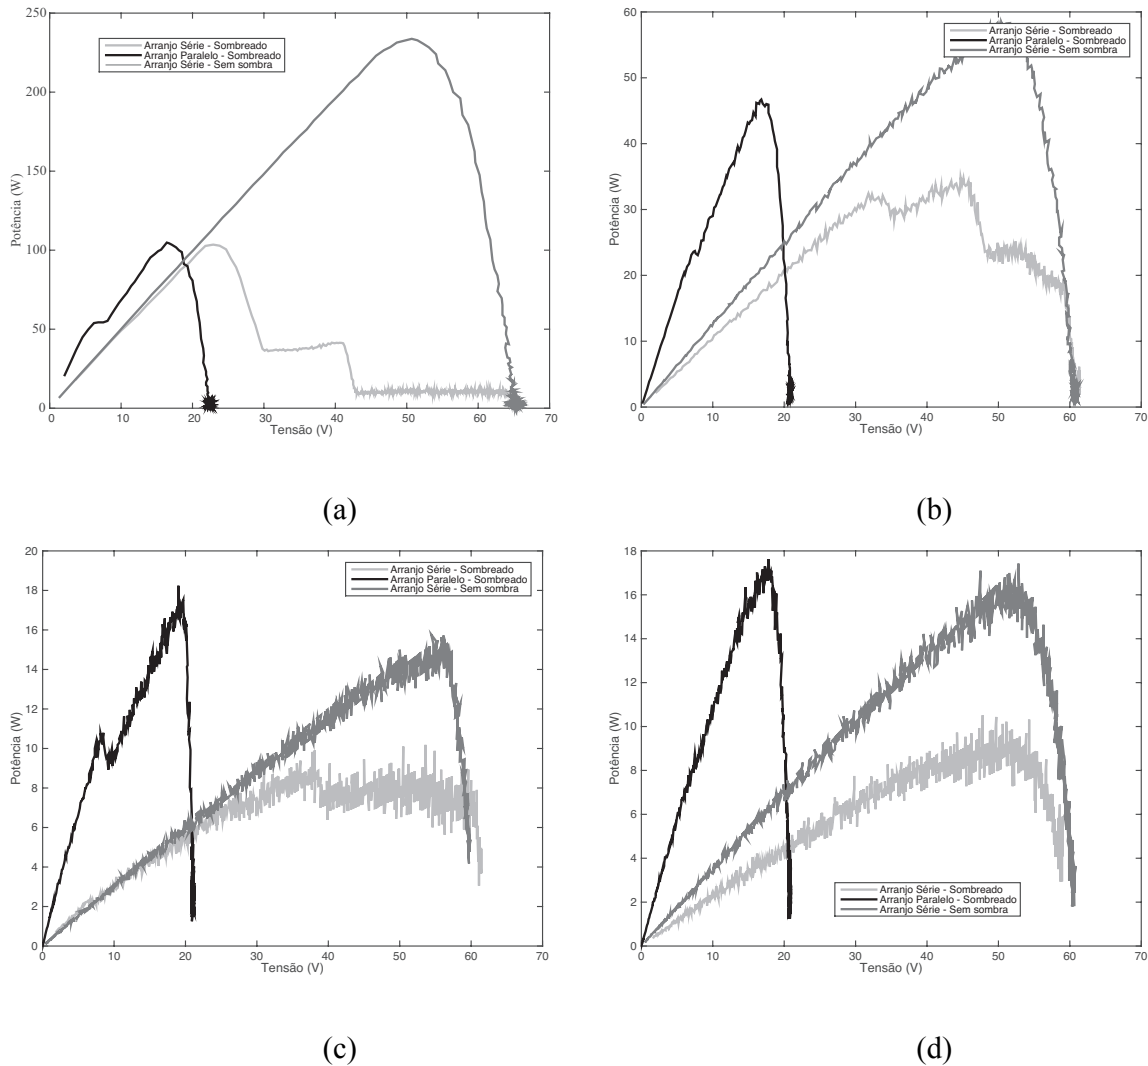 250
200
150
100
50
0
Potência (W)
Arranjo Série - Sombreado
Arranjo Paralelo - Sombreado
Arranjo Série - Sem sombra
0 10 20 30 40 50 60 70
Tensão (V)
(a)
60
50
40
30
20
10
0
Potência (W)
Arranjo Série - Sombreado
Arranjo Paralelo - Sombreado
Arranjo Série - Sem sombra
0 10 20 30 40 50 60 70
Tensão (V)
(b)
20
18
16
14
12
10
8
6
4
2
0
Potência (W)
Arranjo Série - Sombreado
Arranjo Paralelo - Sombreado
Arranjo Série - Sem sombra
0 10 20 30 40 50 60 70
Tensão (V)
(c)
18
16
14
12
10
8
6
4
2
0
Potência (W)
Arranjo Série - Sombreado
Arranjo Paralelo - Sombreado
Arranjo Série - Sem sombra
0 10 20 30 40 50 60 70
Tensão (V)
(d)